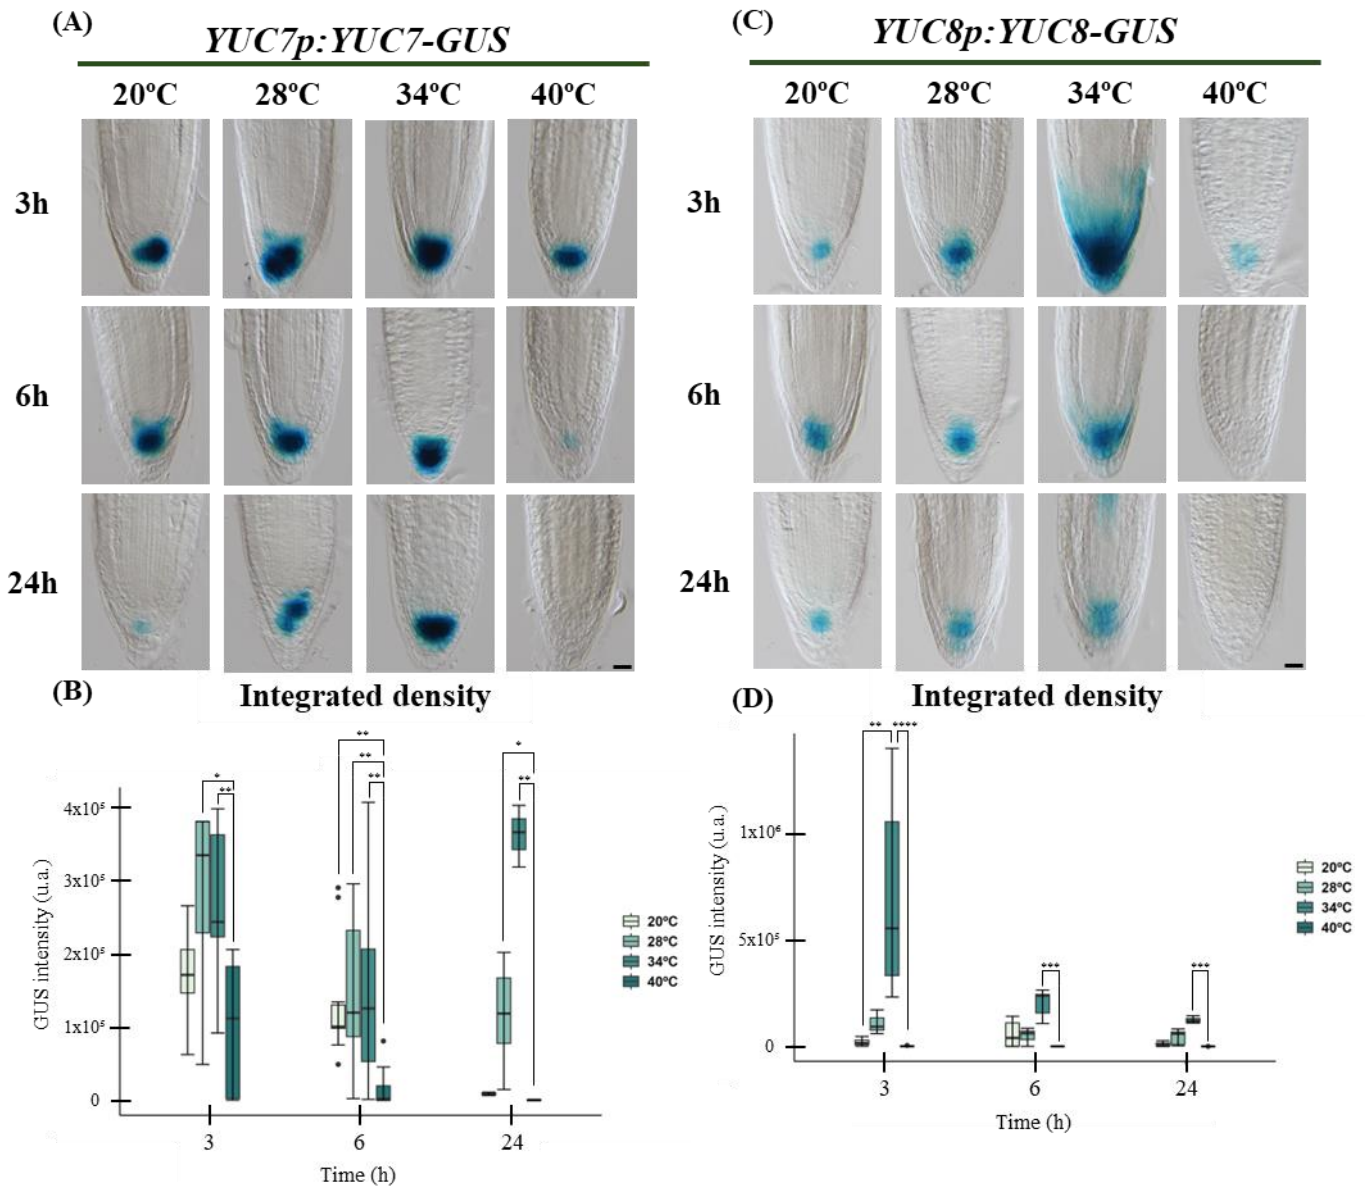 (A)
YUC7p:YUC7-GUS
20ºC 28ºC 34ºC 40ºC
3h
6h
24h
(C)
YUC8p:YUC8-GUS
20ºC 28ºC 34ºC 40ºC
3h
6h
24h
(B)
Integrated density
GUS intensity (u.a.)
4x10⁵
3x10⁵
2x10⁵
1x10⁵
0
** ** ** * ** * **
3 6 24
Time (h)
20ºC
28ºC
34ºC
40ºC
(D)
Integrated density
GUS intensity (u.a.)
1x10⁶
5x10⁵
0
** **** *** ***
3 6 24
Time (h)
20ºC
28ºC
34ºC
40ºC